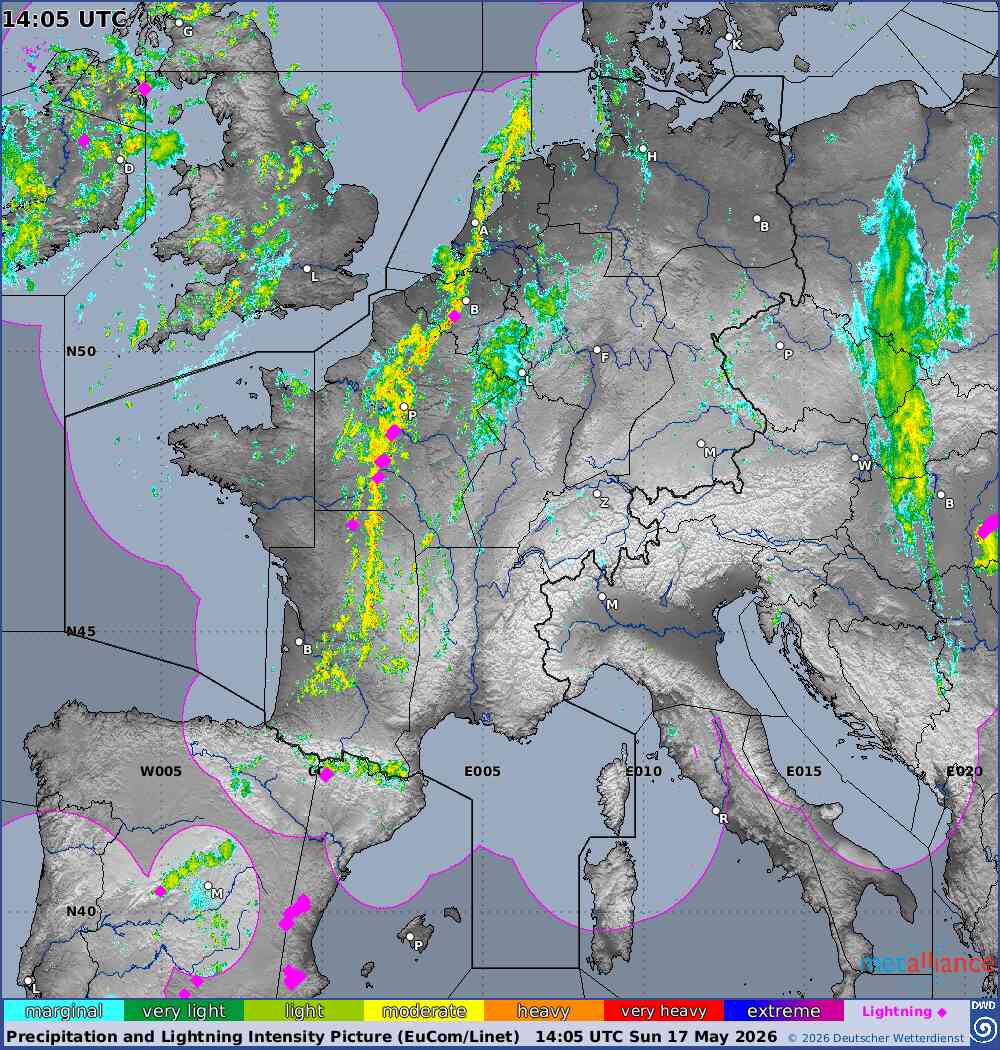 14:05 UTC
G
K
D
H
A
B
L
B
N50
P
F
P
L
M
W
B
Z
M
N45
B
W005
E005
E010
E015
E020
R
M
N40
P
L
metalliance
marginal very light light moderate heavy very heavy extreme Lightning ◆ DWD
Precipitation and Lightning Intensity Picture (EuCom/Linet) 14:05 UTC Sun 17 May 2026 © 2026 Deutscher Wetterdienst